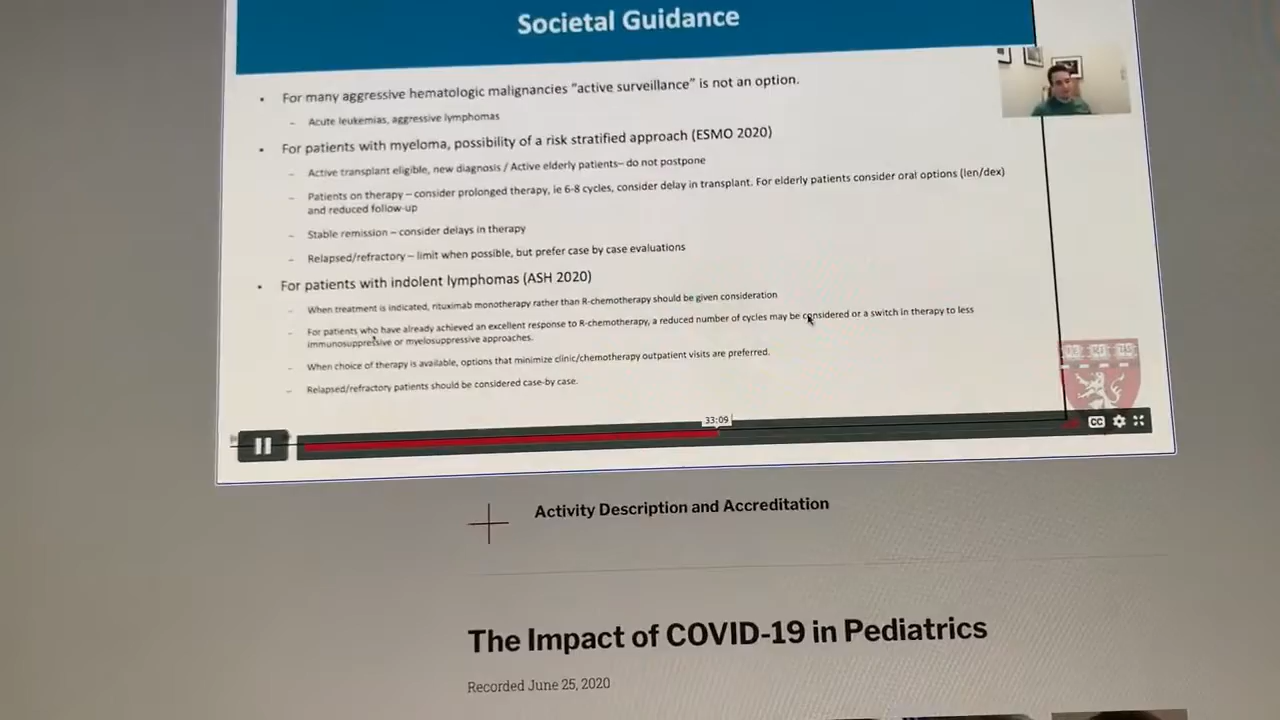 Societal Guidance
• For many aggressive hematologic malignancies “active surveillance” is not an option.
– Acute leukemias, aggressive lymphomas
• For patients with myeloma, possibility of a risk stratified approach (ESMO 2020)
– Active transplant eligible, new diagnosis / Active elderly patients– do not postpone
– Patients on therapy – consider prolonged therapy, ie 6-8 cycles, consider delay in transplant. For elderly patients consider oral options (len/dex)
and reduced follow-up
– Stable remission – consider delays in therapy
– Relapsed/refractory – limit when possible, but prefer case by case evaluations
• For patients with indolent lymphomas (ASH 2020)
– When treatment is indicated, rituximab monotherapy rather than R-chemotherapy should be given consideration
– For patients who have already achieved an excellent response to R-chemotherapy, a reduced number of cycles may be considered or a switch in therapy to less
immunosuppressive or myelosuppressive approaches.
– When choice of therapy is available, options that minimize clinic/chemotherapy outpatient visits are preferred.
– Relapsed/refractory patients should be considered case-by case.
33:09
CC
Activity Description and Accreditation
The Impact of COVID-19 in Pediatrics
Recorded June 25, 2020